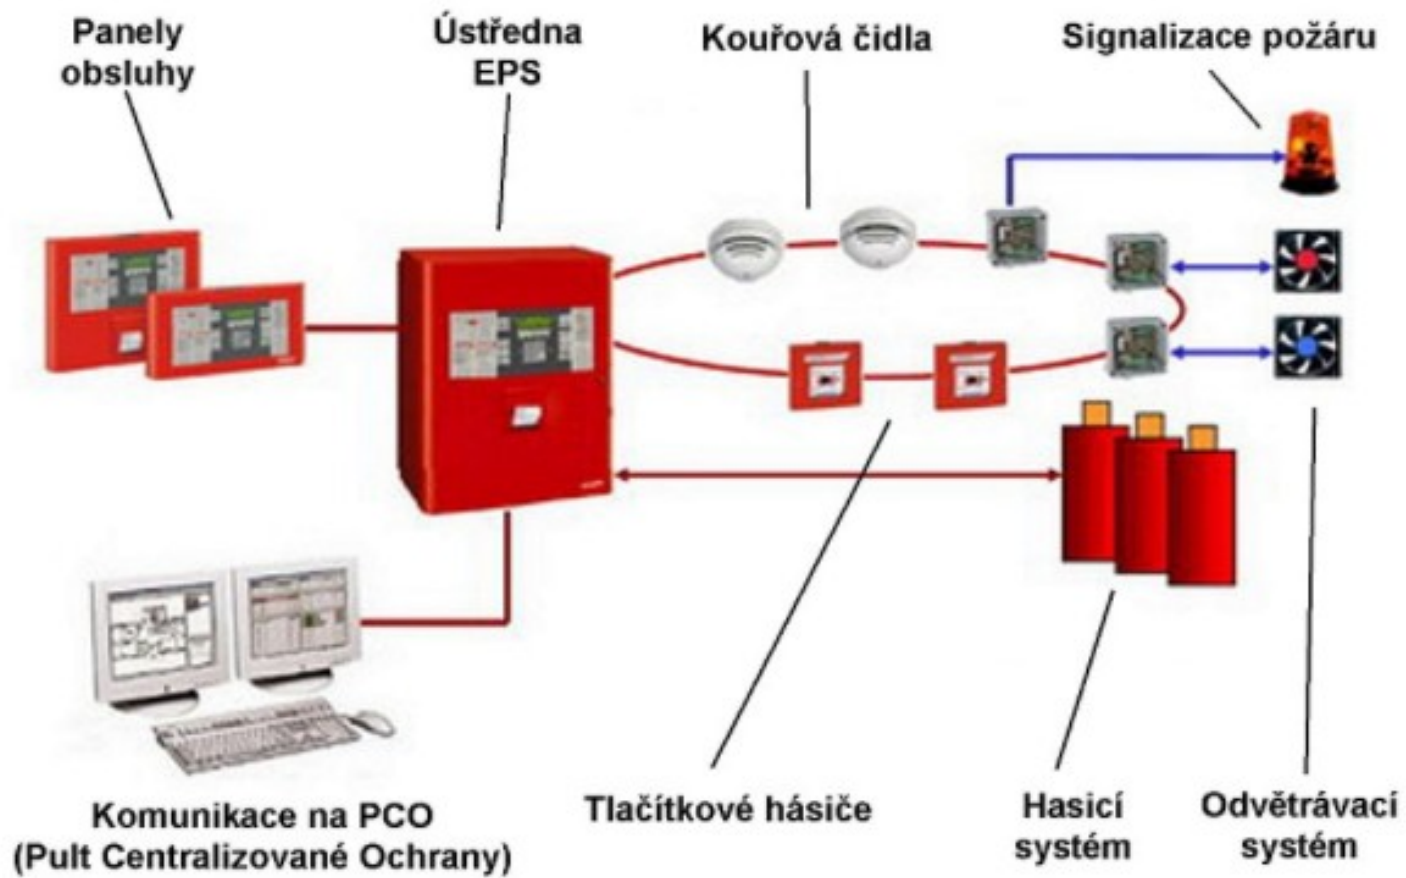 Panely
obsluhy
Ústředna
EPS
Kouřová čidla
Signalizace požáru
Komunikace na PCO
(Pult Centralizované Ochrany)
Tlačítkové hásiče
Hasicí
systém
Odvětrávací
systém